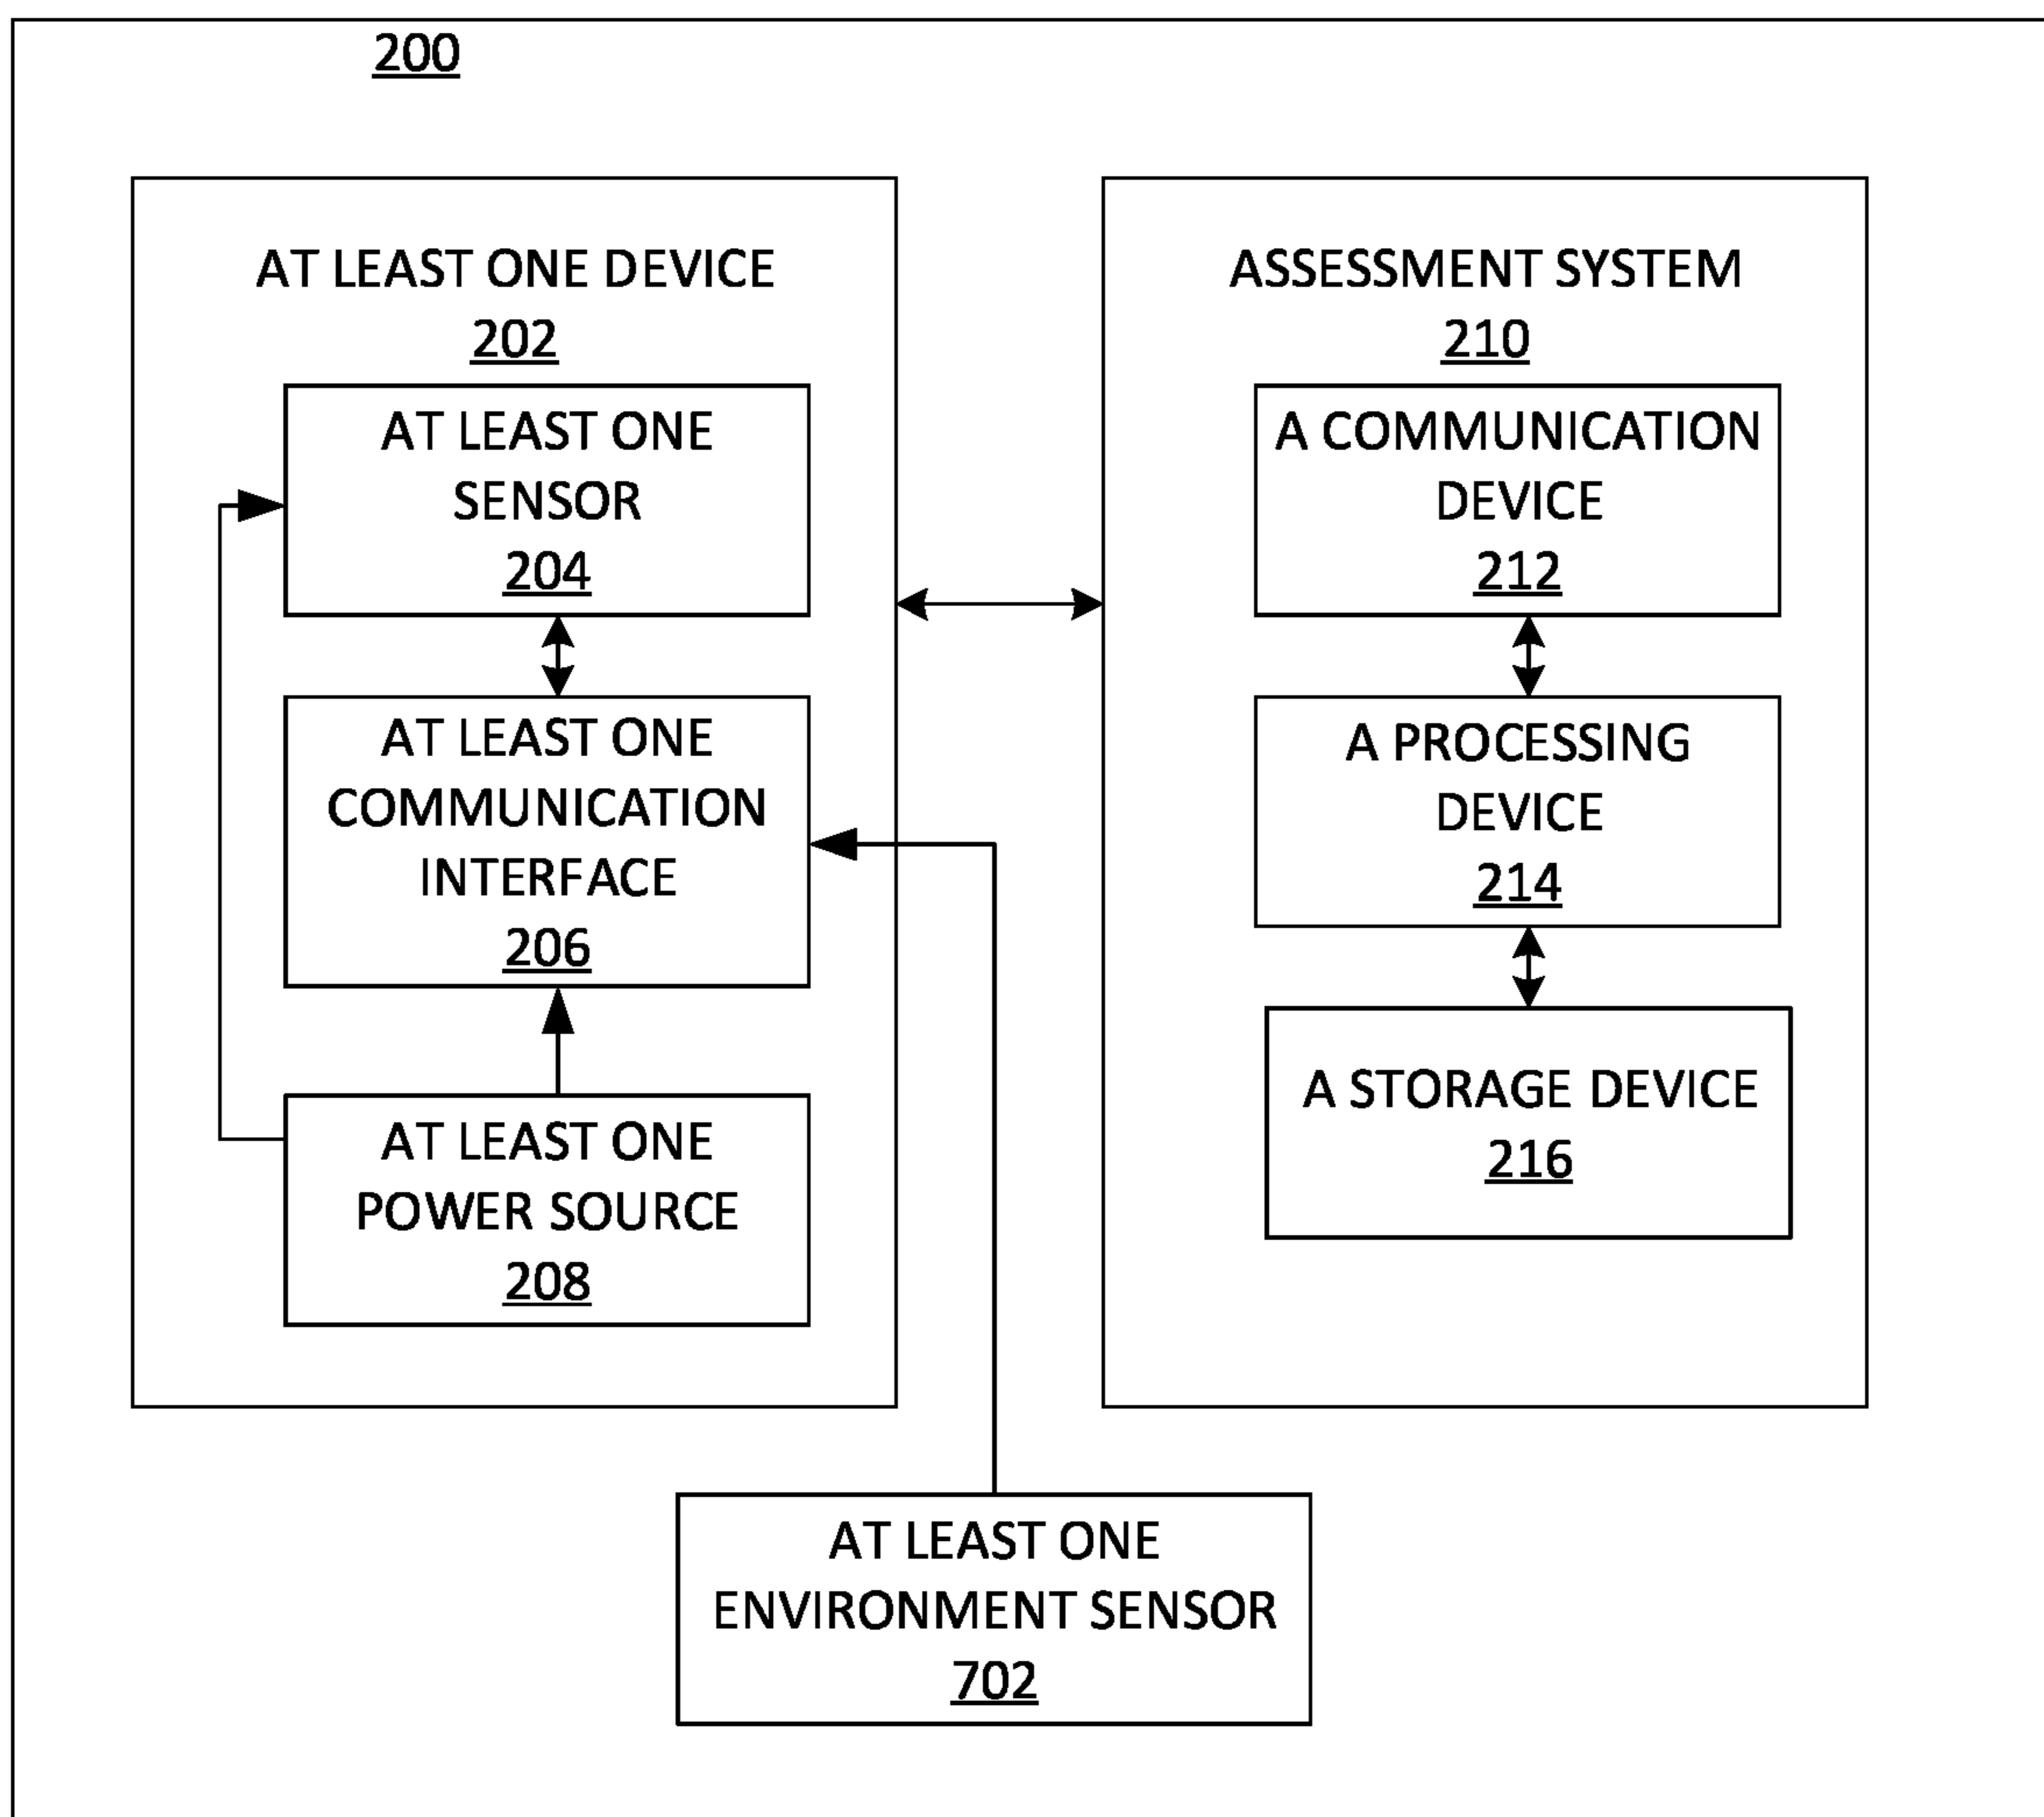 200
AT LEAST ONE DEVICE
202
AT LEAST ONE
SENSOR
204
AT LEAST ONE
COMMUNICATION
INTERFACE
206
AT LEAST ONE
POWER SOURCE
208
ASSESSMENT SYSTEM
210
A COMMUNICATION
DEVICE
212
A PROCESSING
DEVICE
214
A STORAGE DEVICE
216
AT LEAST ONE
ENVIRONMENT SENSOR
702